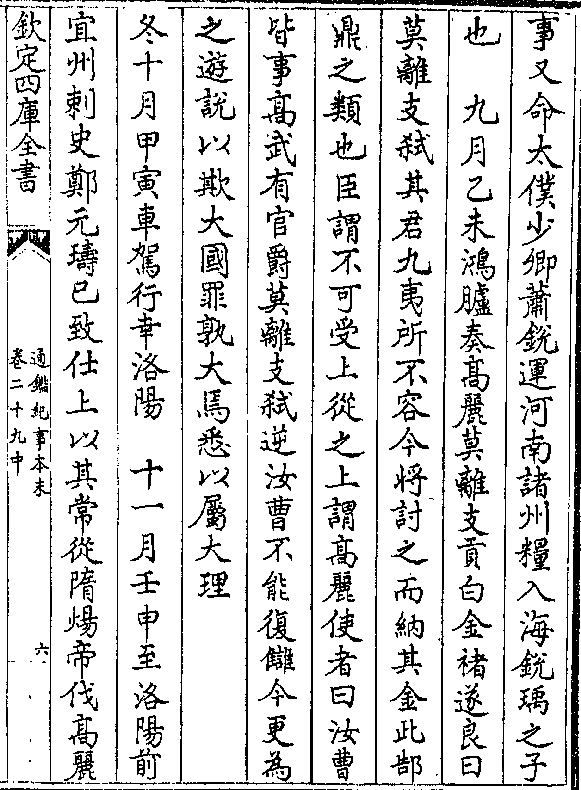 事又命太僕少卿蕭銳運河南諸州糧入海銳瑀之子
也　九月乙未鴻臚奏髙麗莫離支貢白金褚遂良曰
莫離支弑其君九夷所不容今將討之而納其金此郜
鼎之類也臣謂不可受上從之上謂髙麗使者曰汝曹
皆事髙武有官爵莫離支弑逆汝曹不能復讎今更為
之遊説以欺大國罪孰大焉悉以屬大理
冬十月甲寅車駕行幸洛陽　十一月壬申至洛陽前
宜州刺史鄭元璹已致仕上以其常從隋煬帝伐髙麗
欽定四庫全書
通鑑紀事本末
卷二十九中
六